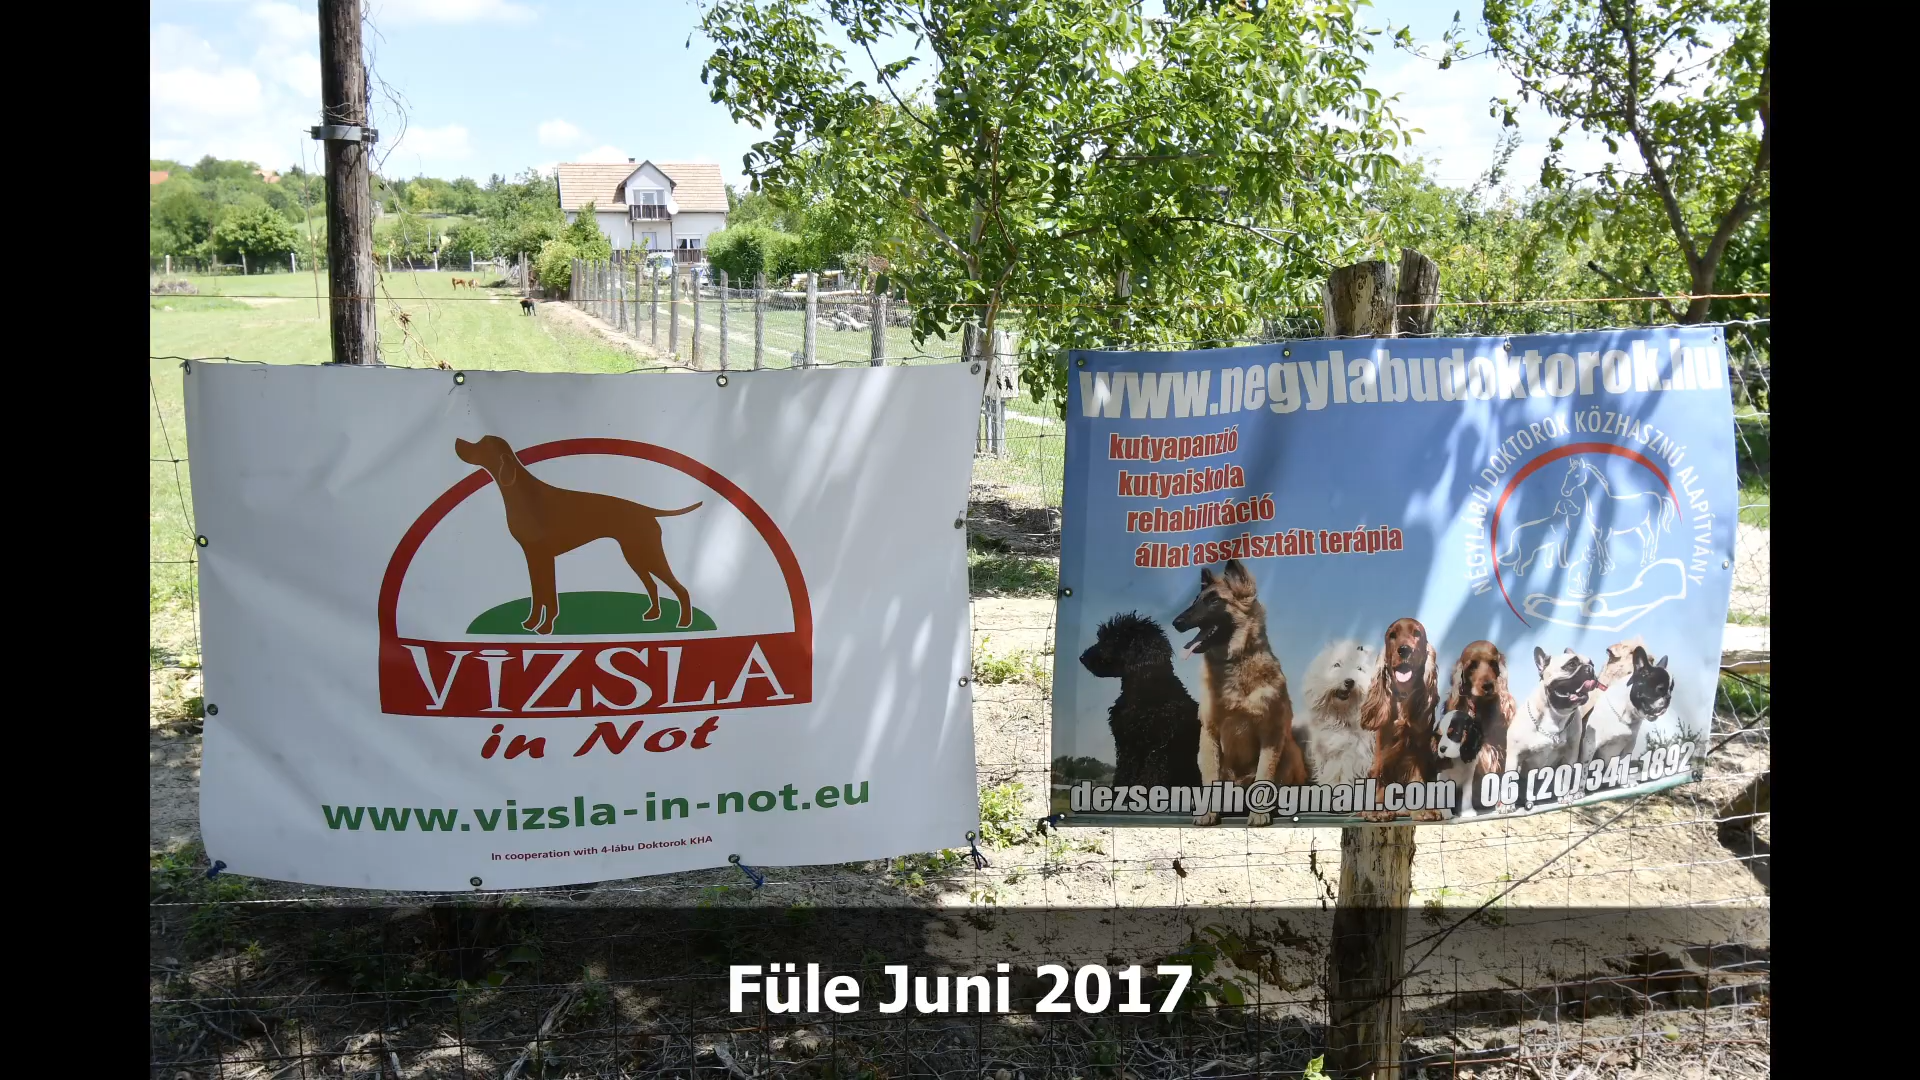 VIZSLA
in Not
www.vizsla-in-not.eu
In cooperation with 4-lábu Doktorok KHA
www.negylabudoktorok.hu
kutyapanzió
kutyaiskola
rehabilitáció
állat asszisztált terápia
NÉGYLÁBÚ DOKTOROK KÖZHASZNÚ ALAPÍTVÁNY
dezsenyih@gmail.com 06 (20) 341-1892
Füle Juni 2017